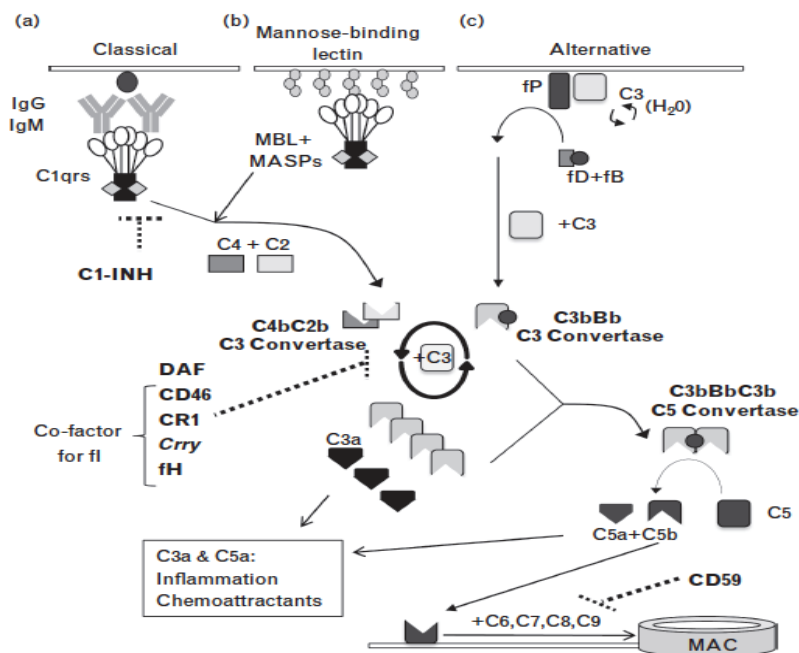 (a)
Classical
(b)
Mannose-binding
lectin
(c)
Alternative
IgG
IgM
C1qrs
MBL+
MASPs
fP
C3
(H₂0)
fD+fB
+C3
C4 + C2
C1-INH
C4bC2b
C3 Convertase
C3bBb
C3 Convertase
+C3
DAF
CD46
CR1
Crry
fH
Co-factor
for fI
C3a
C3bBbC3b
C5 Convertase
C5
C5a+C5b
C3a & C5a:
Inflammation
Chemoattractants
CD59
+C6,C7,C8,C9
MAC